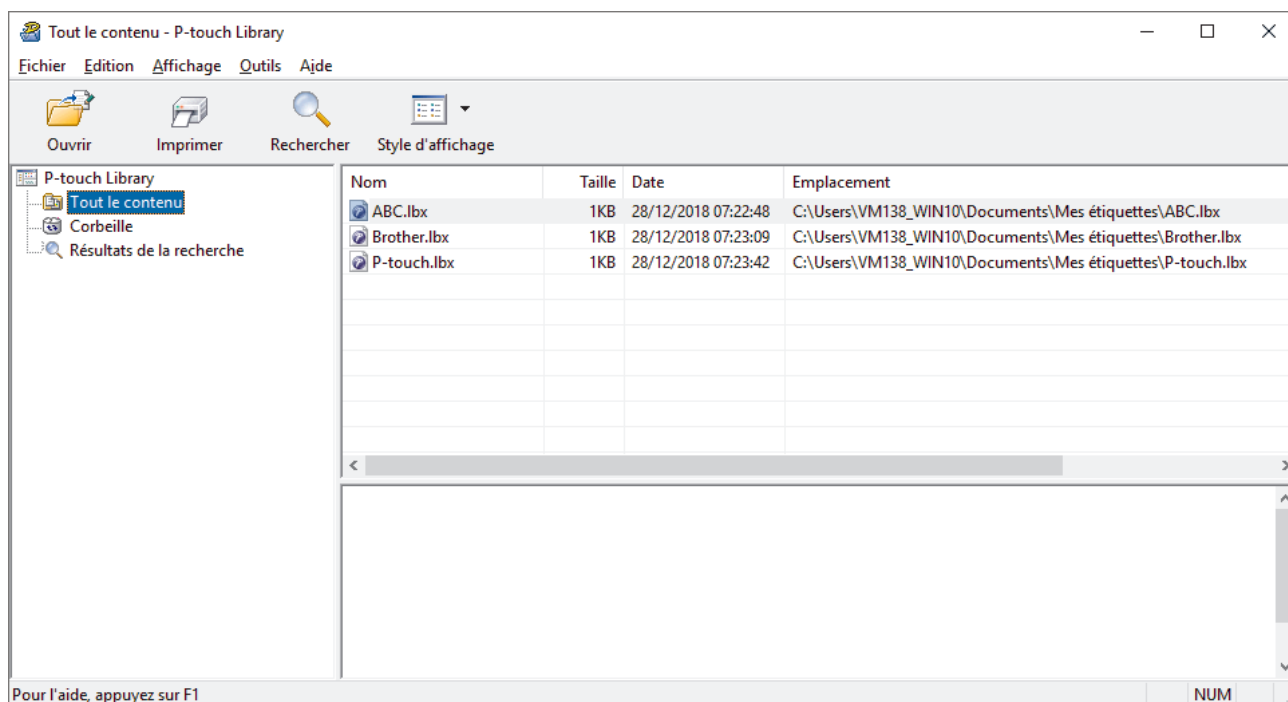 Tout le contenu - P-touch Library
Fichier Edition Affichage Outils Aide
Ouvrir Imprimer Rechercher Style d'affichage
P-touch Library
Tout le contenu
Corbeille
Résultats de la recherche
Nom Taille Date Emplacement
ABC.lbx 1KB 28/12/2018 07:22:48 C:\Users\VM138_WIN10\Documents\Mes étiquettes\ABC.lbx
Brother.lbx 1KB 28/12/2018 07:23:09 C:\Users\VM138_WIN10\Documents\Mes étiquettes\Brother.lbx
P-touch.lbx 1KB 28/12/2018 07:23:42 C:\Users\VM138_WIN10\Documents\Mes étiquettes\P-touch.lbx
Pour l'aide, appuyez sur F1 NUM